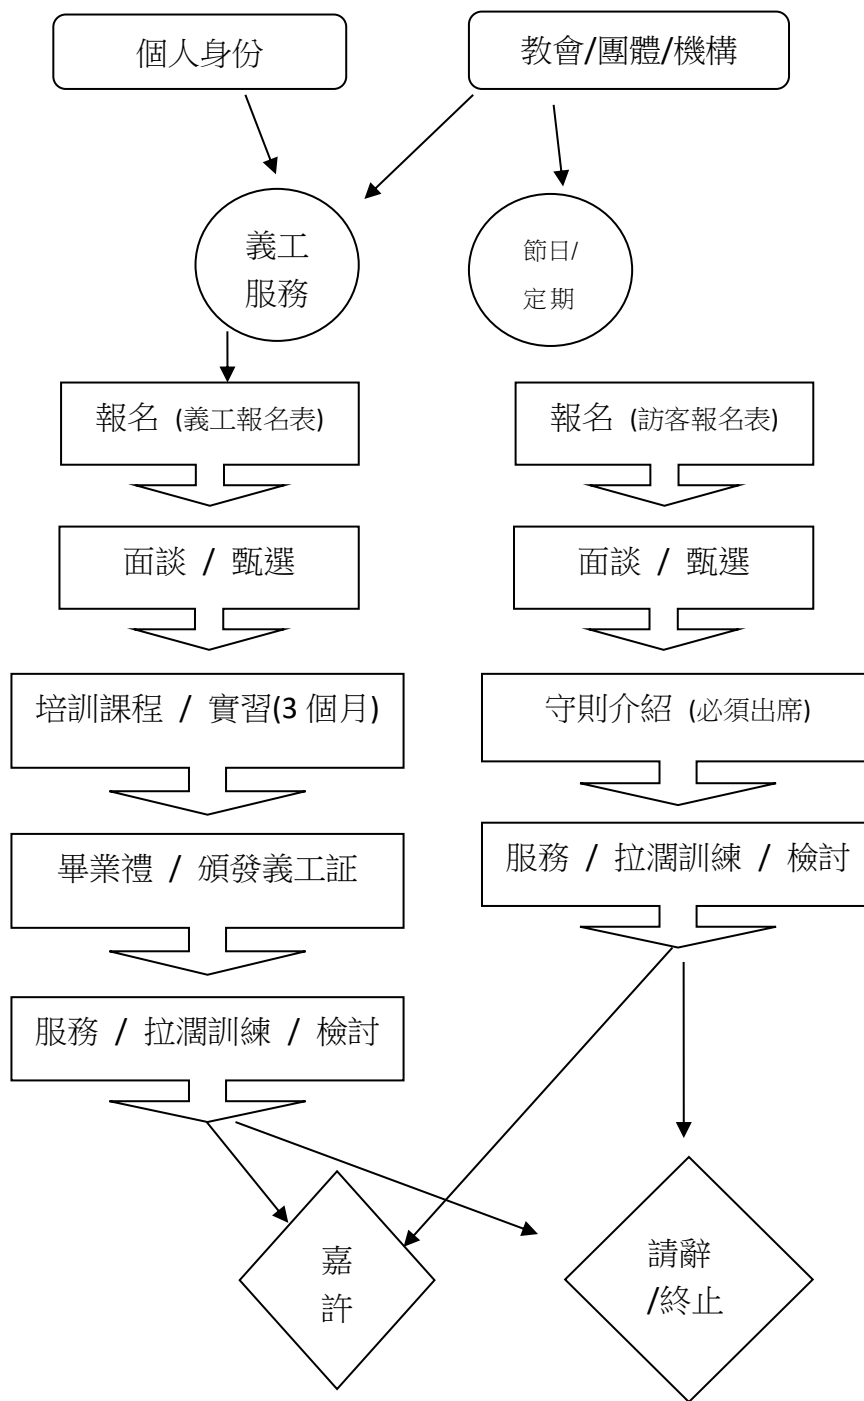 個人身份
教會/團體/機構
義工
服務
節日/
定期
報名 (義工報名表)
報名 (訪客報名表)
面談 / 甄選
面談 / 甄選
培訓課程 / 實習(3 個月)
守則介紹 (必須出席)
畢業禮 / 頒發義工証
服務 / 拉濶訓練 / 檢討
服務 / 拉濶訓練 / 檢討
嘉
許
請辭
/終止